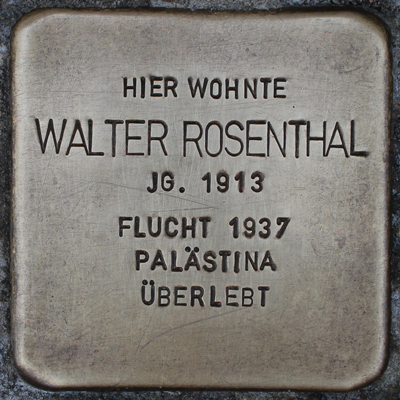 HIER WOHNTE
WALTER ROSENTHAL
JG. 1913
FLUCHT 1937
PALÄSTINA
ÜBERLEBT